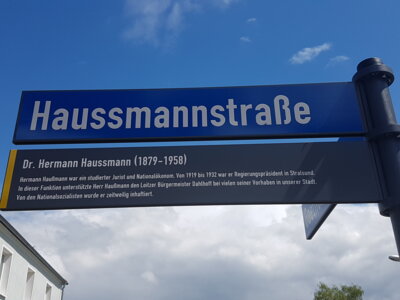 Haussmannstraße
Dr. Hermann Haussmann (1879-1958)
Hermann Haußmann war ein studierter Jurist und Nationalökonom. Von 1919 bis 1932 war er Regierungspräsident in Stralsund.
In dieser Funktion unterstützte Herr Haußmann den Loitzer Bürgermeister Dahlhoff bei vielen seiner Vorhaben in unserer Stadt.
Von den Nationalsozialisten wurde er zeitweilig inhaftiert.